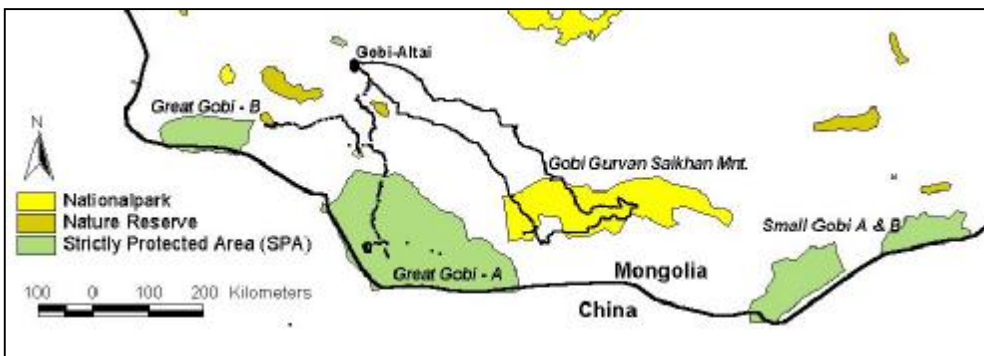 Gobi-Altai
Great Gobi - B
N
Gobi Gurvan Saikhan Mnt.
Nationalpark
Nature Reserve
Strictly Protected Area (SPA)
Small Gobi A & B
Great Gobi - A
Mongolia
China
100 0 100 200 Kilometers